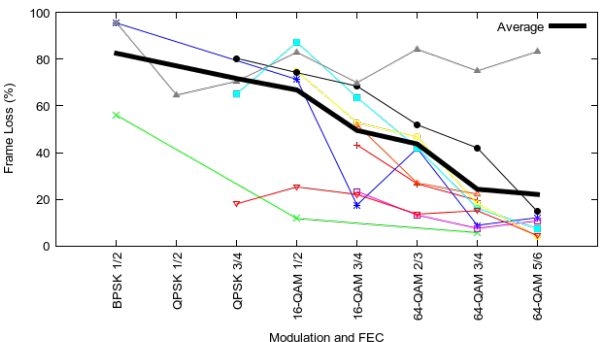 100
80
60
40
20
0
Frame Loss (%)
Average
BPSK 1/2
QPSK 1/2
QPSK 3/4
16-QAM 1/2
16-QAM 3/4
64-QAM 2/3
64-QAM 3/4
64-QAM 5/6
Modulation and FEC